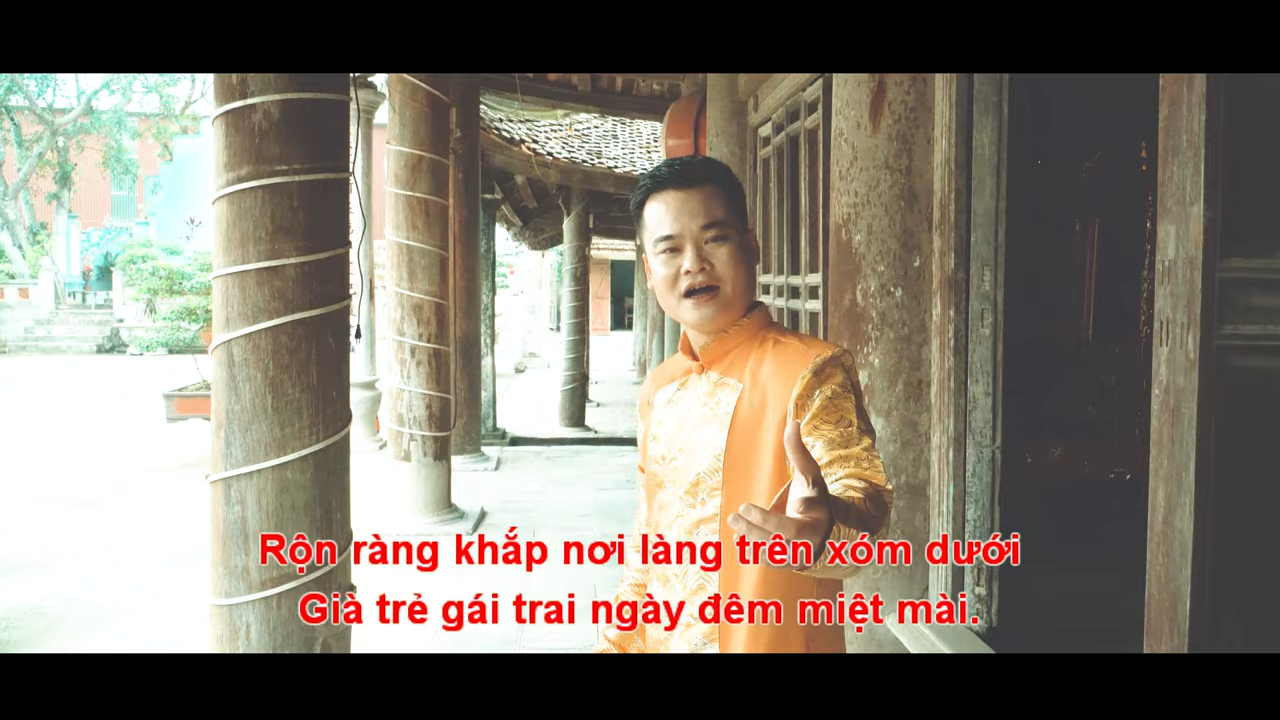 Rộn ràng khắp nơi làng trên xóm dưới
Già trẻ gái trai ngày đêm miệt mài.